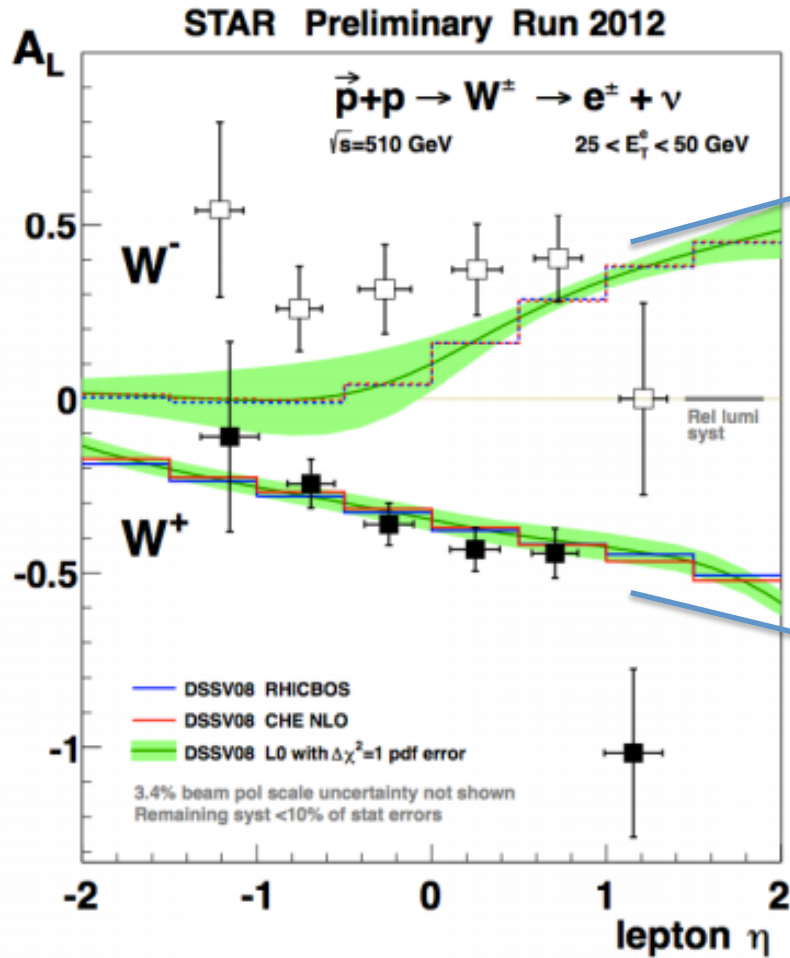 STAR Preliminary Run 2012
A_L
p⃗+p → W± → e± + ν
√s=510 GeV 25 < E_T^e < 50 GeV
0.5
W-
0
Rel lumi
syst
W+
-0.5
DSSV08 RHICBOS
DSSV08 CHE NLO
-1
DSSV08 L0 with Δχ²=1 pdf error
3.4% beam pol scale uncertainty not shown
Remaining syst <10% of stat errors
-2 -1 0 1 2
lepton η